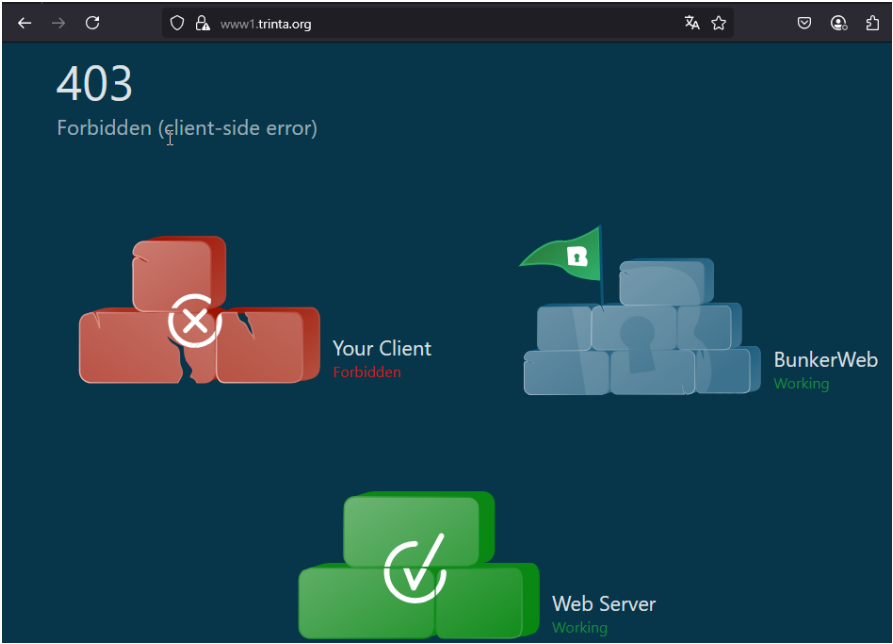 www1.trinta.org
403
Forbidden (client-side error)
Your Client
Forbidden
BunkerWeb
Working
Web Server
Working